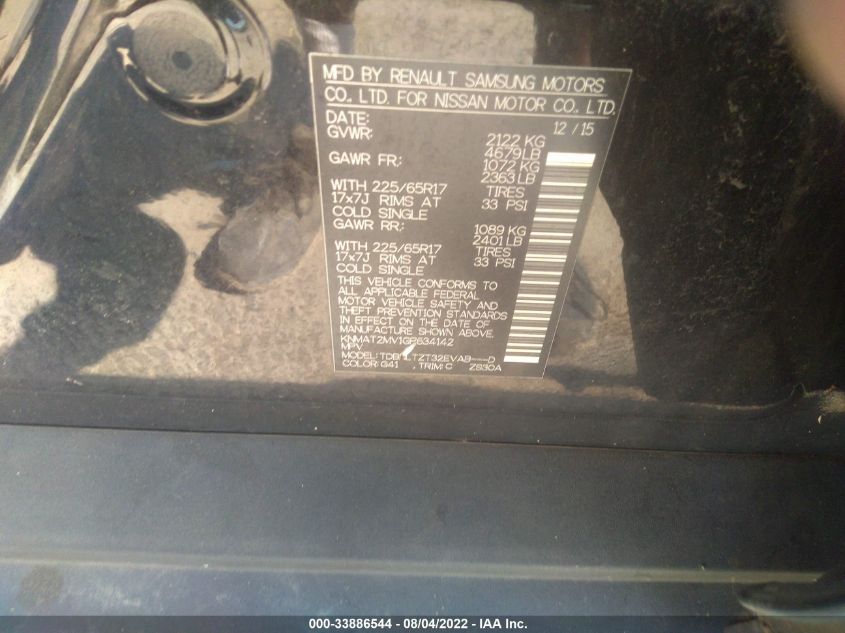 MFD BY RENAULT SAMSUNG MOTORS
CO., LTD. FOR NISSAN MOTOR CO., LTD.
DATE: 12 / 15
GVWR: 2122 KG
4679 LB
GAWR FR.: 1072 KG
2363 LB
WITH 225/65R17 TIRES
17x7J RIMS AT 33 PSI
COLD SINGLE
GAWR RR.: 1089 KG
2401 LB
WITH 225/65R17 TIRES
17x7J RIMS AT 33 PSI
COLD SINGLE
THIS VEHICLE CONFORMS TO
ALL APPLICABLE FEDERAL
MOTOR VEHICLE SAFETY AND
THEFT PREVENTION STANDARDS
IN EFFECT ON THE DATE OF
MANUFACTURE SHOWN ABOVE.
KNMAT2MV1GP634142
MPV
MODEL:
COLOR:G41 , TRIM:C ZS30A
000-33886544 - 08/04/2022 - IAA Inc.